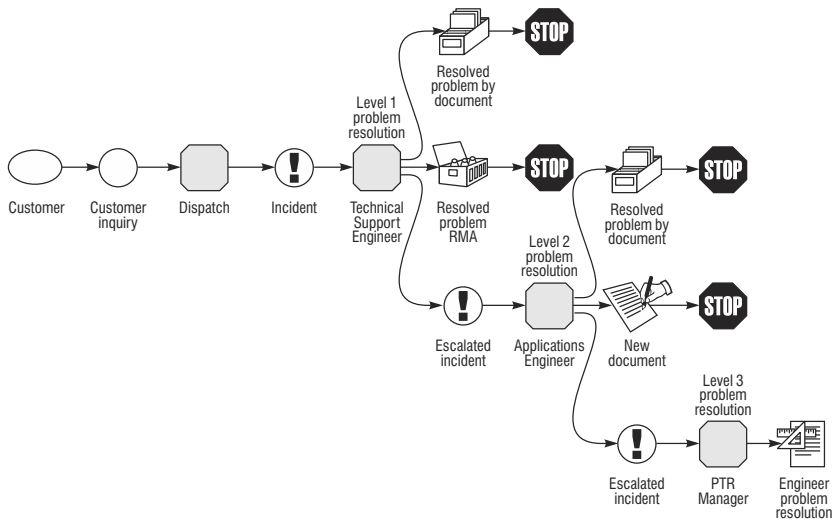 STOP
Resolved
problem by
document
Level 1
problem
resolution
STOP
STOP
Customer
Customer
inquiry
Dispatch
Incident
Technical
Support
Engineer
Resolved
problem
RMA
Resolved
problem by
document
Level 2
problem
resolution
STOP
Escalated
incident
Applications
Engineer
New
document
Level 3
problem
resolution
Escalated
incident
PTR
Manager
Engineer
problem
resolution